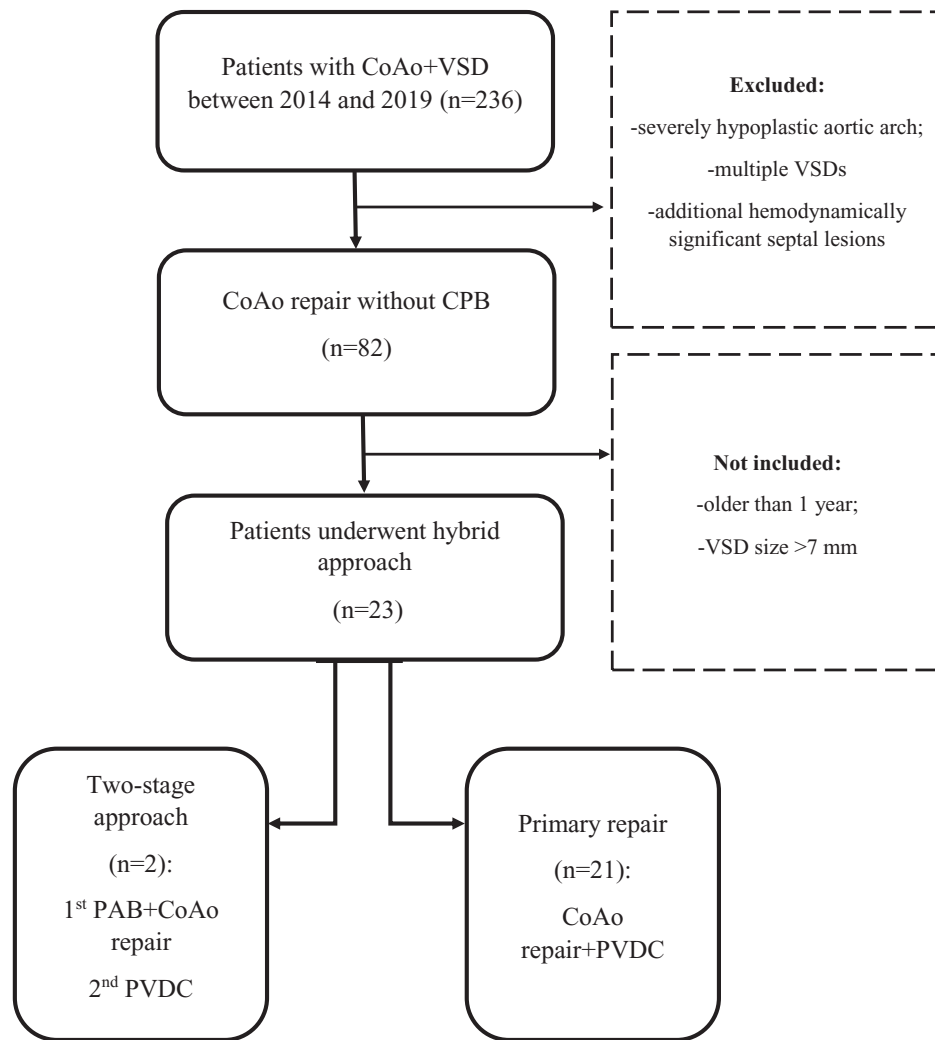 Patients with CoAo+VSD
between 2014 and 2019 (n=236)
Excluded:
-severely hypoplastic aortic arch;
-multiple VSDs
-additional hemodynamically
significant septal lesions
CoAo repair without CPB
(n=82)
Not included:
-older than 1 year;
-VSD size >7 mm
Patients underwent hybrid
approach
(n=23)
Two-stage
approach
(n=2):
1st PAB+CoAo
repair
2nd PVDC
Primary repair
(n=21):
CoAo
repair+PVDC